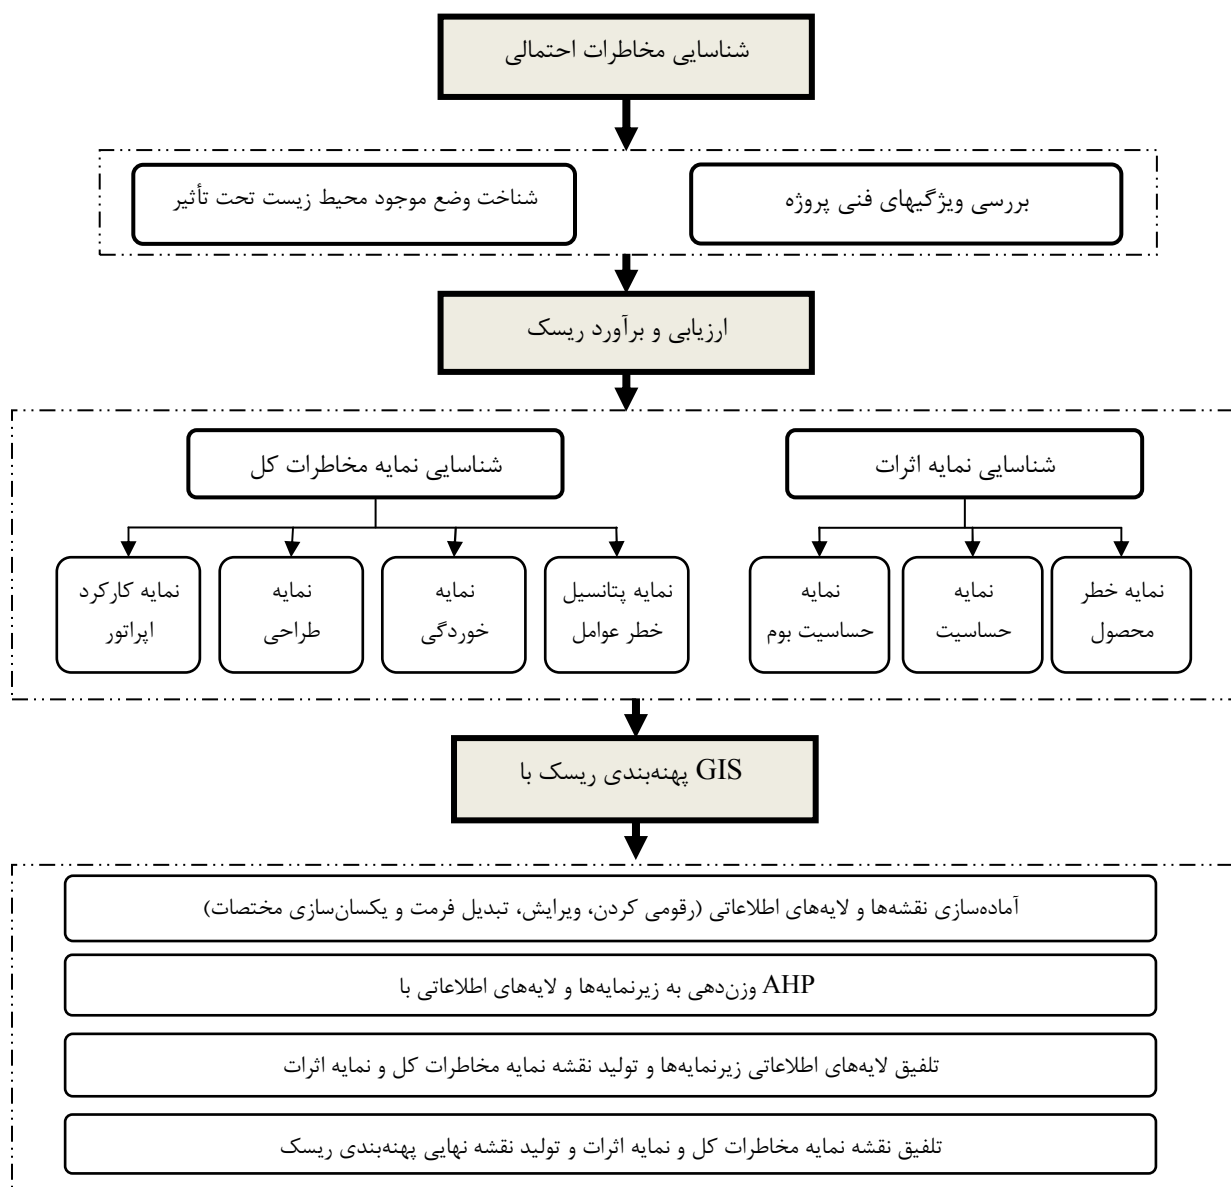 شناسایی مخاطرات احتمالی
بررسی ویژگیهای فنی پروژه
شناخت وضع موجود محیط زیست تحت تأثیر
ارزیابی و برآورد ریسک
شناسایی نمایه اثرات
شناسایی نمایه مخاطرات کل
نمایه خطر
محصول
نمایه
حساسیت
نمایه
حساسیت بوم
نمایه پتانسیل
خطر عوامل
نمایه
خوردگی
نمایه
طراحی
نمایه کارکرد
اپراتور
GIS پهنه‌بندی ریسک با
آماده‌سازی نقشه‌ها و لایه‌های اطلاعاتی (رقومی کردن، ویرایش، تبدیل فرمت و یکسان‌سازی مختصات)
AHP وزن‌دهی به زیرنمایه‌ها و لایه‌های اطلاعاتی با
تلفیق لایه‌های اطلاعاتی زیرنمایه‌ها و تولید نقشه نمایه مخاطرات کل و نمایه اثرات
تلفیق نقشه نمایه مخاطرات کل و نمایه اثرات و تولید نقشه نهایی پهنه‌بندی ریسک